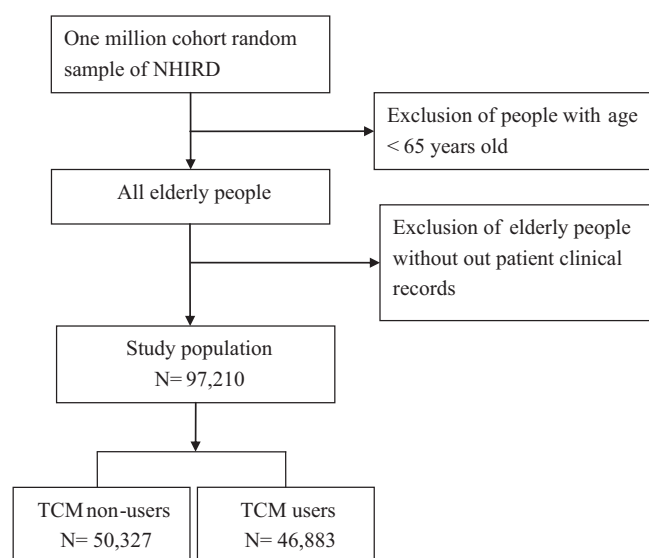 One million cohort random
sample of NHIRD
Exclusion of people with age
< 65 years old
All elderly people
Exclusion of elderly people
without out patient clinical
records
Study population
N= 97,210
TCM non-users
N= 50,327
TCM users
N= 46,883